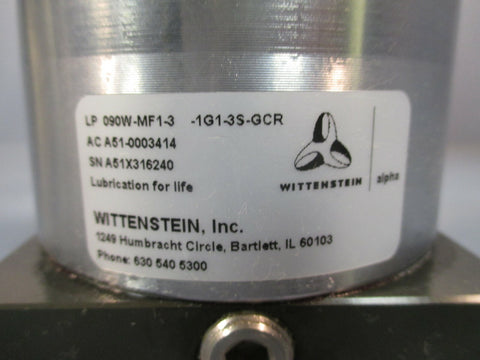 LP 090W-MF1-3 -1G1-3S-GCR
AC A51-0003414
SN A51X316240
Lubrication for life
WITTENSTEIN alpha
WITTENSTEIN, Inc.
1249 Humbracht Circle, Bartlett, IL 60103
Phone: 630 540 5300